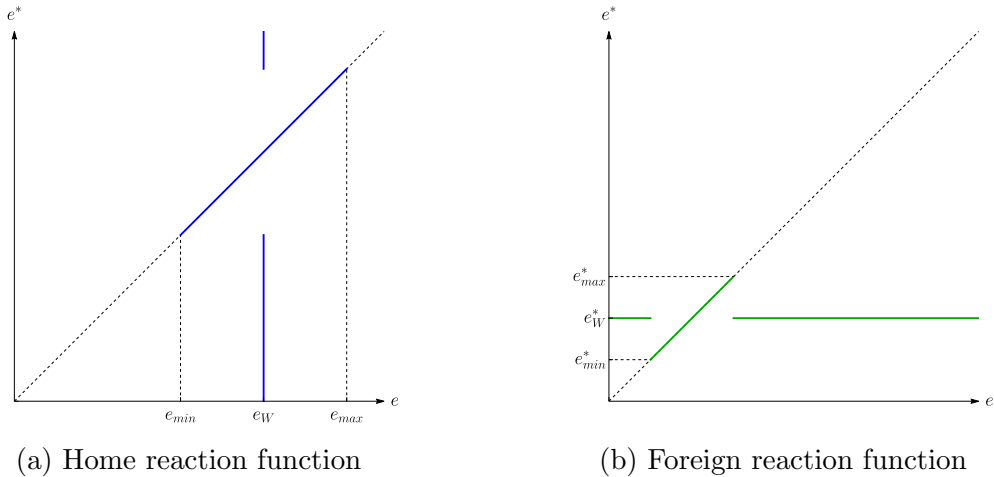 e*
e
e_min
e_W
e_max
(a) Home reaction function
e*
e*_max
e*_W
e*_min
e
(b) Foreign reaction function